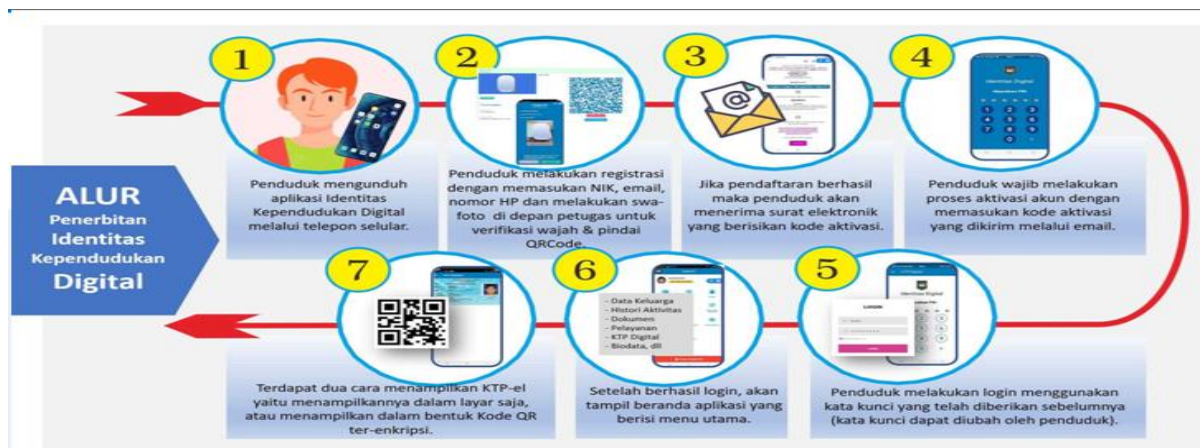 ALUR
Penerbitan
Identitas
Kependudukan
Digital
1
Penduduk mengunduh
aplikasi Identitas
Kependudukan Digital
melalui telepon selular.
2
Penduduk melakukan registrasi
dengan memasukan NIK, email,
nomor HP dan melakukan swa-
foto di depan petugas untuk
verifikasi wajah & pindai
QRCode.
3
Jika pendaftaran berhasil
maka penduduk akan
menerima surat elektronik
yang berisikan kode aktivasi.
4
Identitas Digital
Penduduk wajib melakukan
proses aktivasi akun dengan
memasukan kode aktivasi
yang dikirim melalui email.
5
Identitas Digital
LOGIN
Penduduk melakukan login menggunakan
kata kunci yang telah diberikan sebelumnya
(kata kunci dapat diubah oleh penduduk).
6
- Data Keluarga
- Histori Aktivitas
- Dokumen
- Pelayanan
- KTP Digital
- Biodata, dll
Setelah berhasil login, akan
tampil beranda aplikasi yang
berisi menu utama.
7
Terdapat dua cara menampilkan KTP-el
yaitu menampilkannya dalam layar saja,
atau menampilkan dalam bentuk Kode QR
ter-enkripsi.